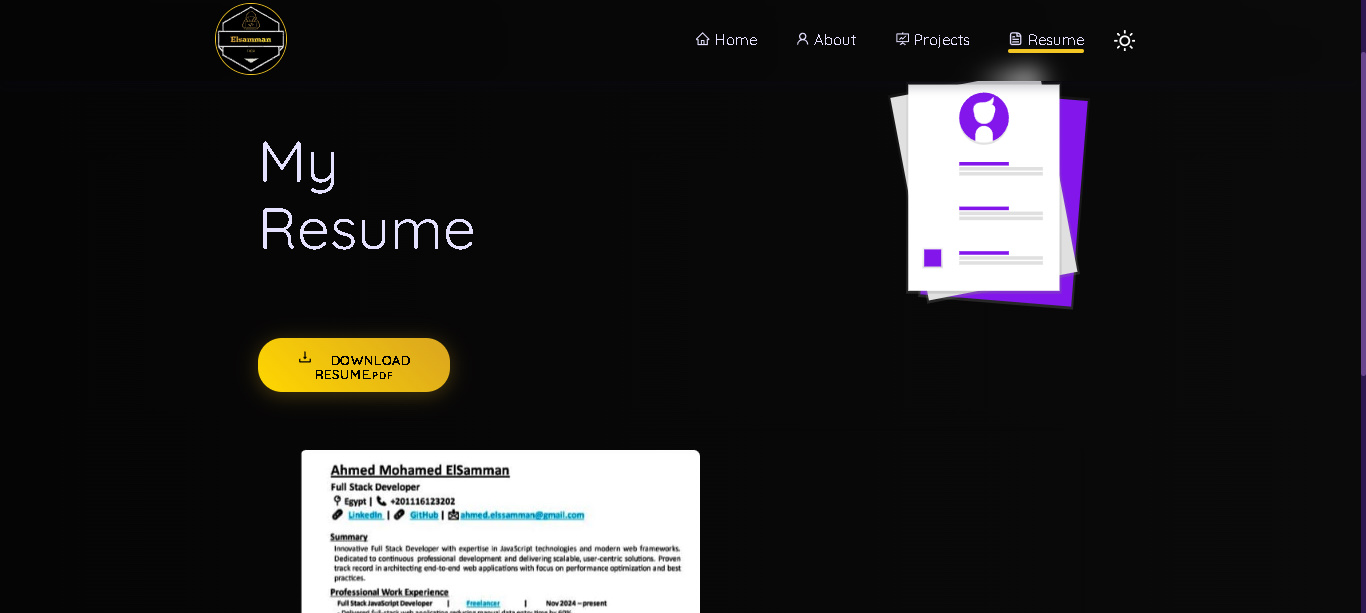 Elsamman
Home
About
Projects
Resume
My
Resume
DOWNLOAD
RESUME.PDF
Ahmed Mohamed ElSamman
Full Stack Developer
Egypt | +201116123202
LinkedIn | GitHub | ahmed.elssamman@gmail.com
Summary
Innovative Full Stack Developer with expertise in JavaScript technologies and modern web frameworks.
Dedicated to continuous professional development and delivering scalable, user-centric solutions. Proven
track record in architecting end-to-end web applications with focus on performance optimization and best
practices.
Professional Work Experience
Full Stack JavaScript Developer | Freelancer | Nov 2024 – present